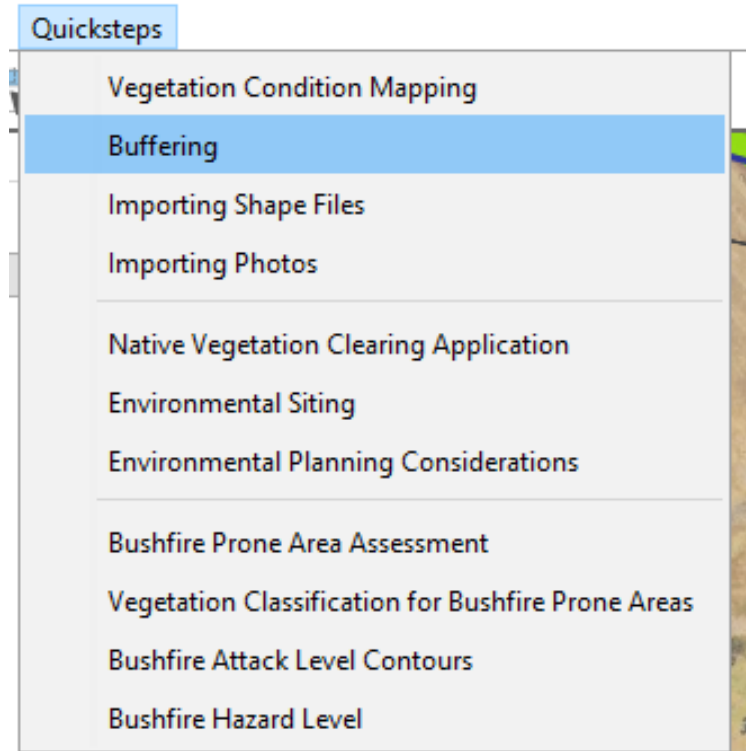 Quicksteps
Vegetation Condition Mapping
Buffering
Importing Shape Files
Importing Photos
Native Vegetation Clearing Application
Environmental Siting
Environmental Planning Considerations
Bushfire Prone Area Assessment
Vegetation Classification for Bushfire Prone Areas
Bushfire Attack Level Contours
Bushfire Hazard Level